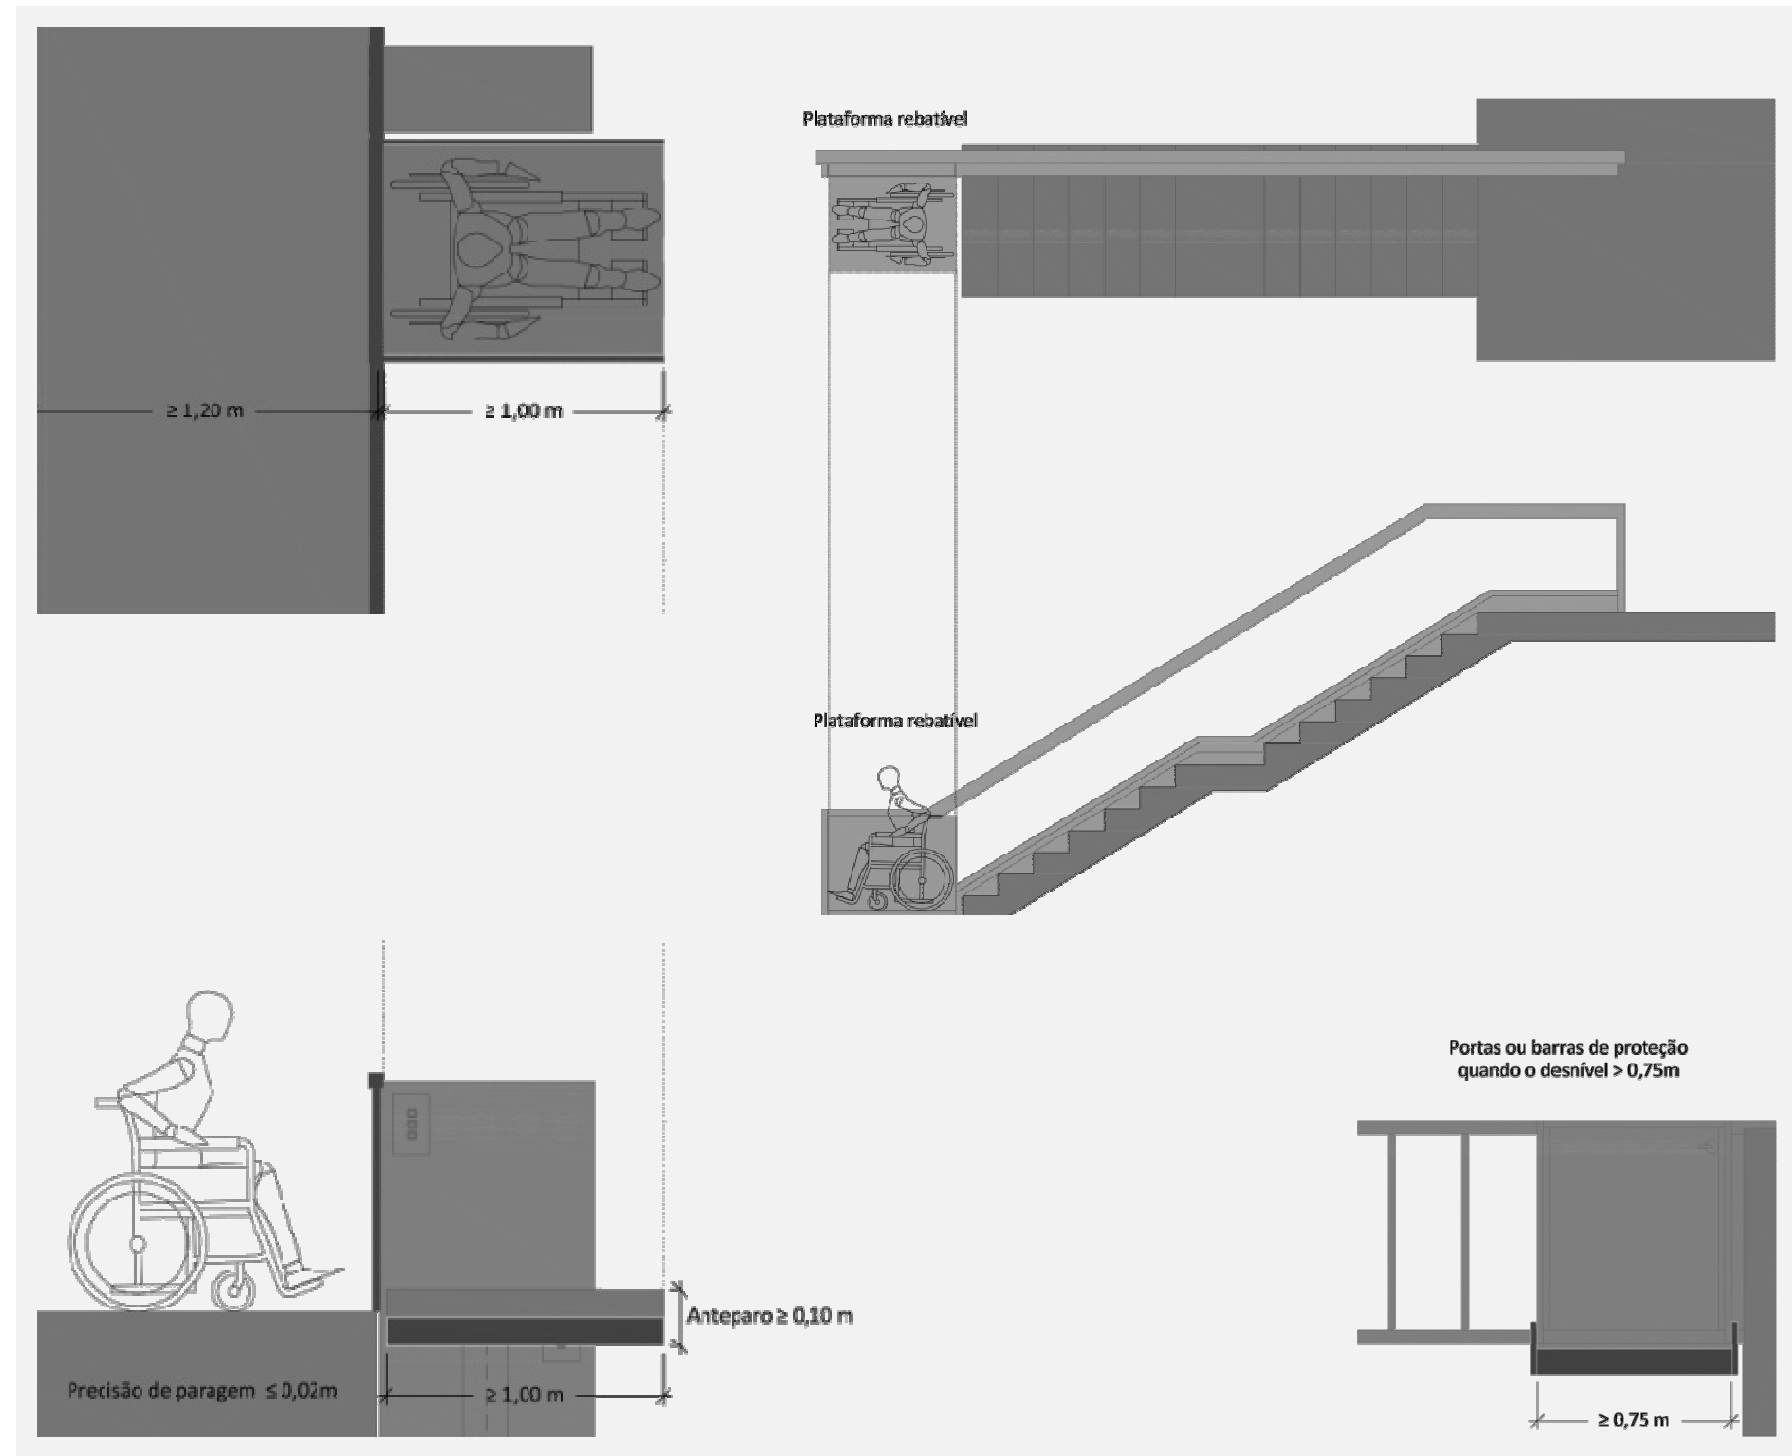 Plataforma rebatível
≥ 1,20 m
≥ 1,00 m
Plataforma rebatível
Portas ou barras de proteção
quando o desnível > 0,75m
Anteparo ≥ 0,10 m
Precisão de paragem ≤ 0,02m
≥ 1,00 m
≥ 0,75 m